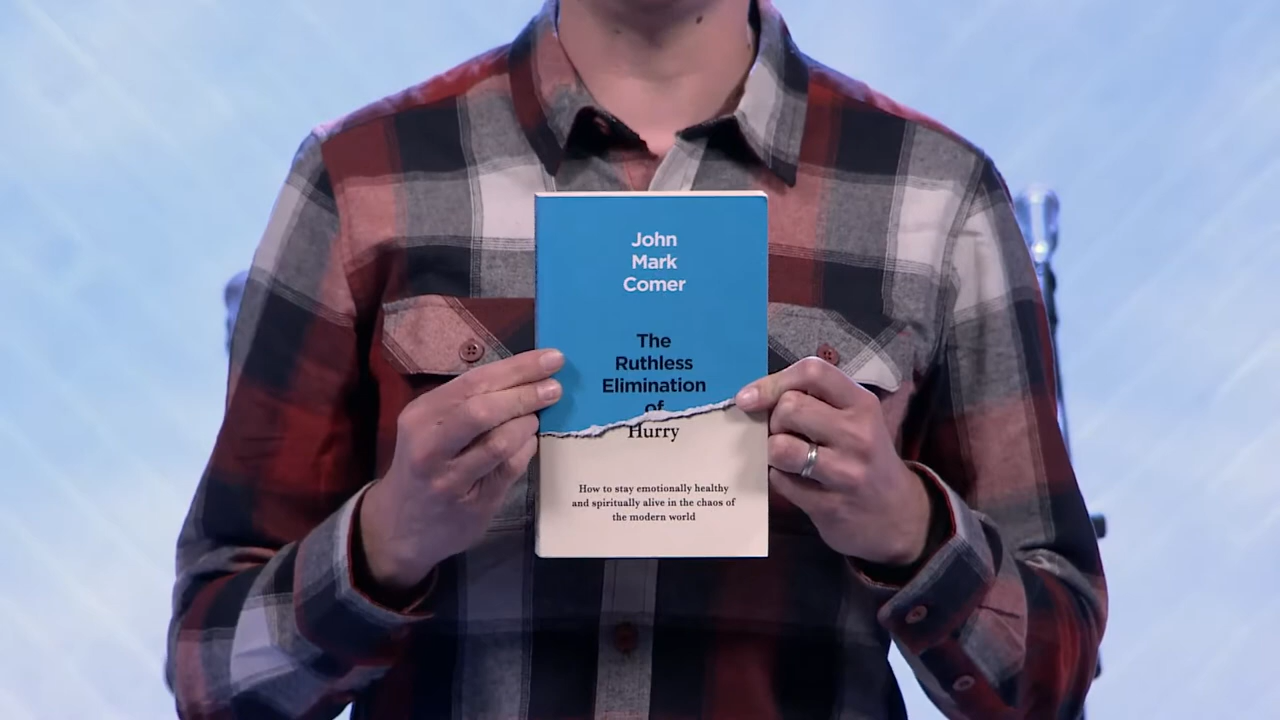 John
Mark
Comer
The
Ruthless
Elimination
of
Hurry
How to stay emotionally healthy
and spiritually alive in the chaos of
the modern world